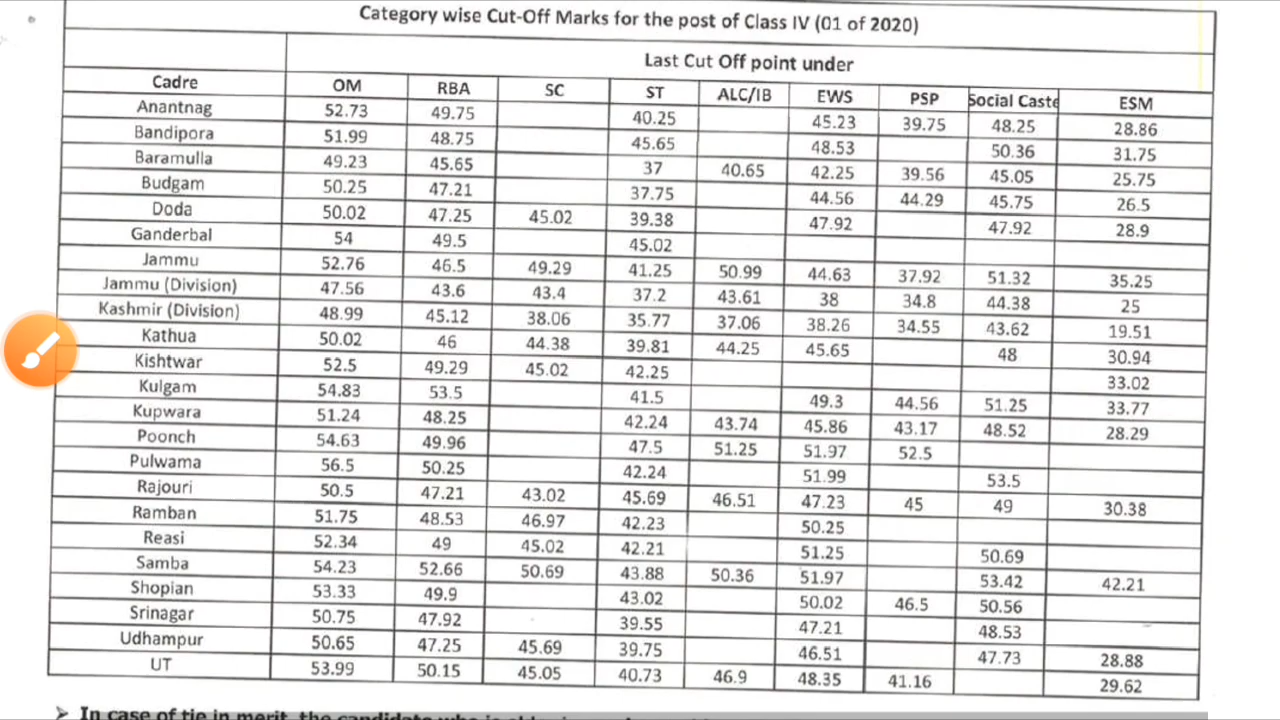 Category wise Cut-Off Marks for the post of Class IV (01 of 2020)
Last Cut Off point under
Cadre OM RBA SC ST ALC/IB EWS PSP Social Caste ESM
Anantnag 52.73 49.75 40.25 45.23 39.75 48.25 28.86
Bandipora 51.99 48.75 45.65 48.53 50.36 31.75
Baramulla 49.23 45.65 37 40.65 42.25 39.56 45.05 25.75
Budgam 50.25 47.21 37.75 44.56 44.29 45.75 26.5
Doda 50.02 47.25 45.02 39.38 47.92 47.92 28.9
Ganderbal 54 49.5 45.02
Jammu 52.76 46.5 49.29 41.25 50.99 44.63 37.92 51.32 35.25
Jammu (Division) 47.56 43.6 43.4 37.2 43.61 38 34.8 44.38 25
Kashmir (Division) 48.99 45.12 38.06 35.77 37.06 38.26 34.55 43.62 19.51
Kathua 50.02 46 44.38 39.81 44.25 45.65 48 30.94
Kishtwar 52.5 49.29 45.02 42.25 33.02
Kulgam 54.83 53.5 41.5 49.3 44.56 51.25 33.77
Kupwara 51.24 48.25 42.24 43.74 45.86 43.17 48.52 28.29
Poonch 54.63 49.96 47.5 51.25 51.97 52.5
Pulwama 56.5 50.25 42.24 51.99 53.5
Rajouri 50.5 47.21 43.02 45.69 46.51 47.23 45 49 30.38
Ramban 51.75 48.53 46.97 42.23 50.25
Reasi 52.34 49 45.02 42.21 51.25 50.69
Samba 54.23 52.66 50.69 43.88 50.36 51.97 53.42 42.21
Shopian 53.33 49.9 43.02 50.02 46.5 50.56
Srinagar 50.75 47.92 39.55 47.21 48.53
Udhampur 50.65 47.25 45.69 39.75 46.51 47.73 28.88
UT 53.99 50.15 45.05 40.73 46.9 48.35 41.16 29.62
➢ In case of tie in merit, the candidate who is older in